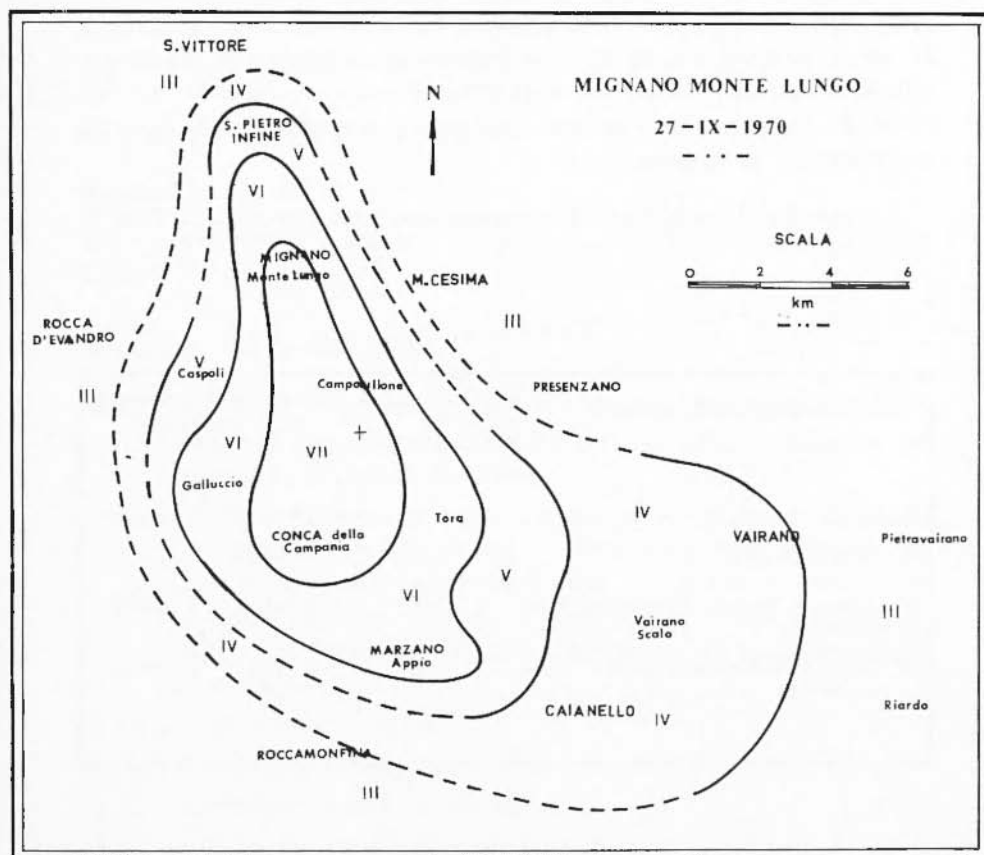 S. VITTORE
III
IV
N
MIGNANO MONTE LUNGO
27-IX-1970
S. PIETRO
INFINE
V
VI
SCALA
0 2 4 6
km
MIGNANO
Monte Lungo
M. CESIMA
III
ROCCA
D'EVANDRO
III
V
Caspoli
PRESENZANO
VI
VII
Galluccio
IV
Tora
VAIRANO
Pietravairano
CONCA della
Campania
V
VI
III
Vairano
Scalo
IV
MARZANO
Appio
CAIANELLO
IV
Riardo
ROCCAMONFINA
III